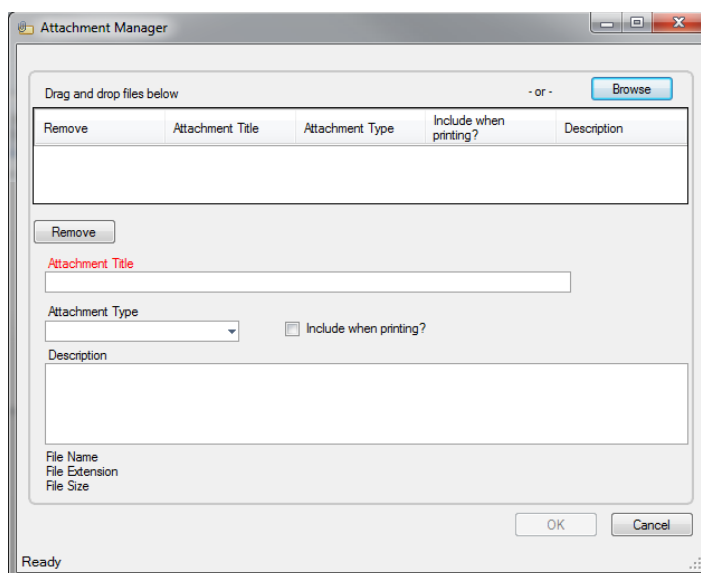 Attachment Manager
Drag and drop files below - or - Browse
Remove Attachment Title Attachment Type Include when printing? Description
Remove
Attachment Title
Attachment Type
Include when printing?
Description
File Name
File Extension
File Size
OK Cancel
Ready